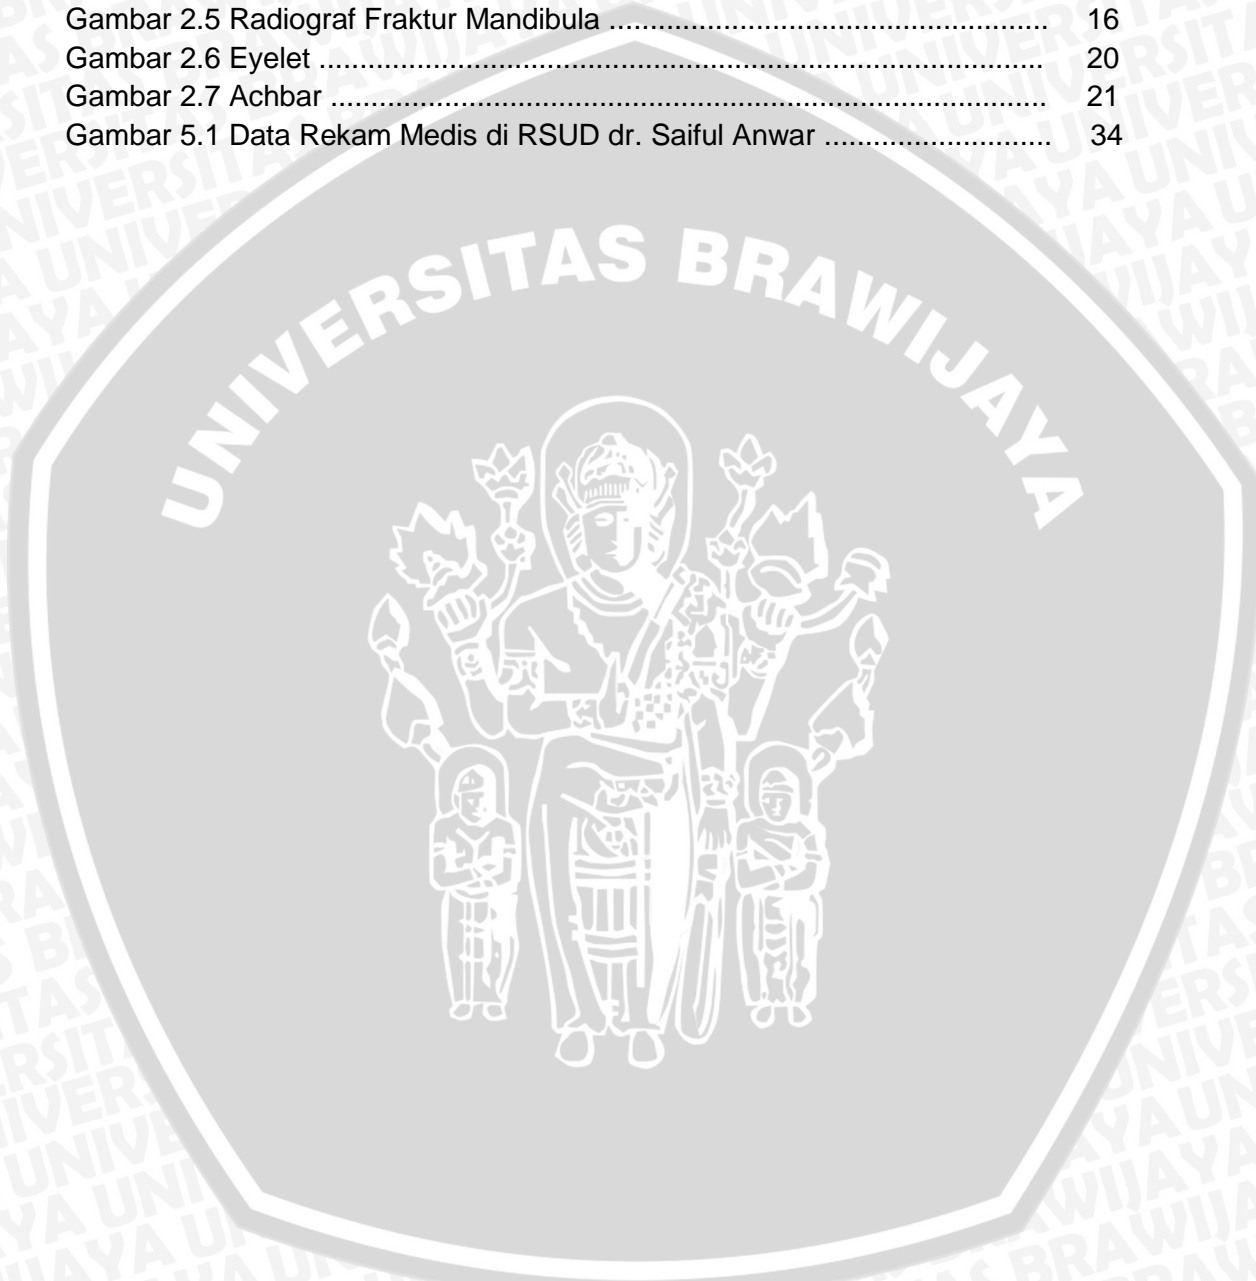 Gambar 2.5 Radiograf Fraktur Mandibula ..................................................... 16
Gambar 2.6 Eyelet ........................................................................................ 20
Gambar 2.7 Achbar ....................................................................................... 21
Gambar 5.1 Data Rekam Medis di RSUD dr. Saiful Anwar ............................ 34
UNIVERSITAS BRAWIJAYA